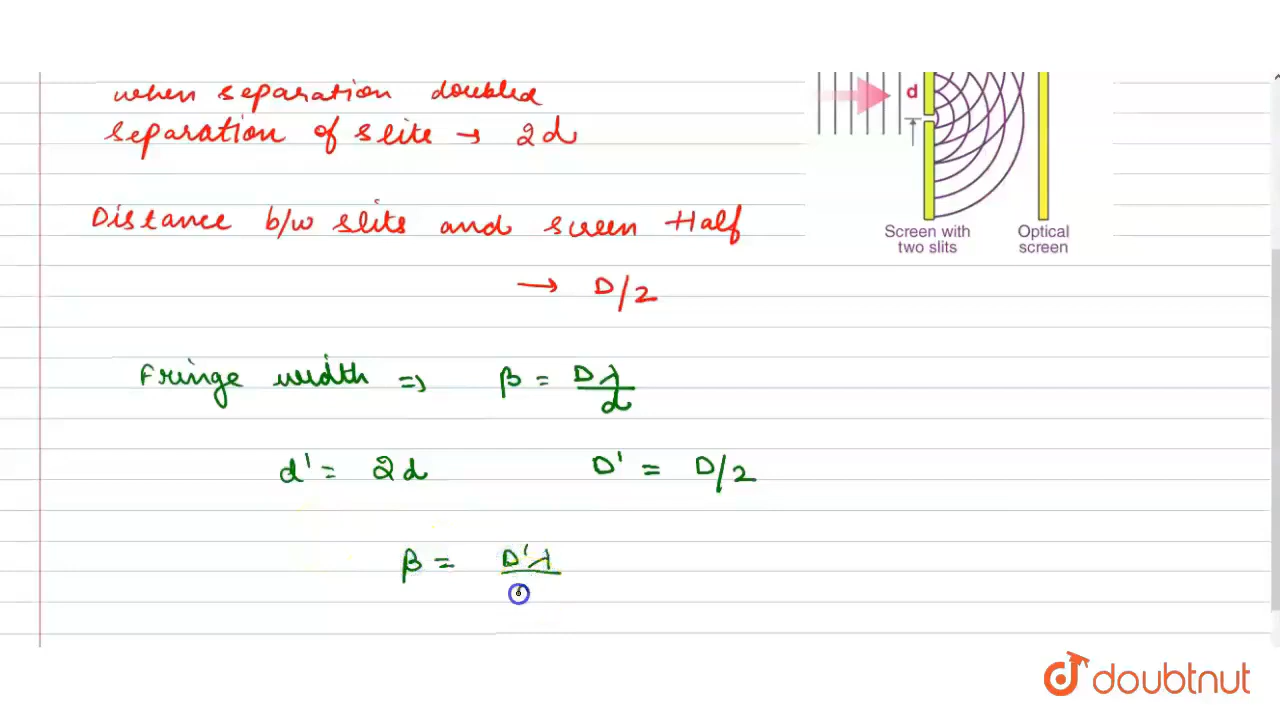 when separation doubled
separation of slits → 2d
d
Screen with
two slits
Optical
screen
Distance b/w slits and screen Half
→ D/2
Fringe width ⇒ β = Dλ/d
d' = 2d D' = D/2
β = D'λ
doubtnut